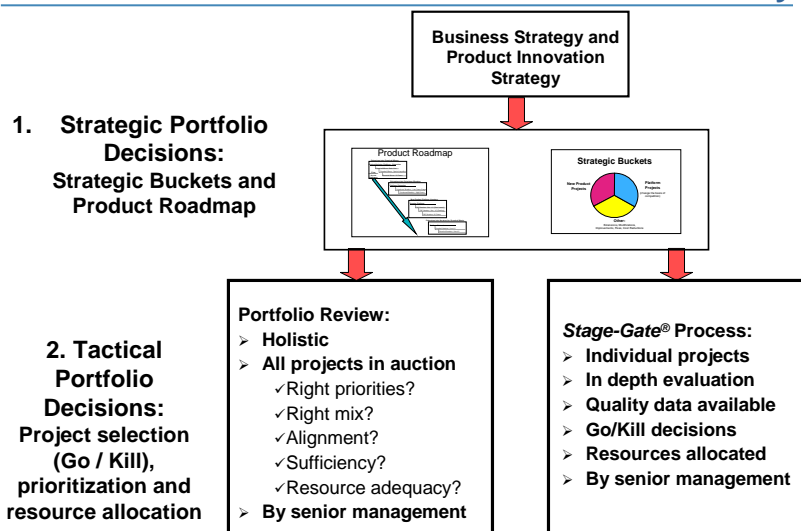 Business Strategy and
Product Innovation
Strategy
1. Strategic Portfolio
Decisions:
Strategic Buckets and
Product Roadmap
Product Roadmap
Strategic Buckets
New Product
Projects
Platform
Projects
Other:
2. Tactical
Portfolio
Decisions:
Project selection
(Go / Kill),
prioritization and
resource allocation
Portfolio Review:
➢ Holistic
➢ All projects in auction
✓Right priorities?
✓Right mix?
✓Alignment?
✓Sufficiency?
✓Resource adequacy?
➢ By senior management
Stage-Gate® Process:
➢ Individual projects
➢ In depth evaluation
➢ Quality data available
➢ Go/Kill decisions
➢ Resources allocated
➢ By senior management